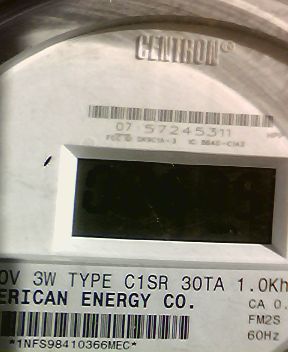 CENTRON®
07 57245311
0V 3W TYPE C1SR 30TA 1.0Kh
ERICAN ENERGY CO.
CA 0.
FM2S
60Hz
*1NFS98410366MEC*